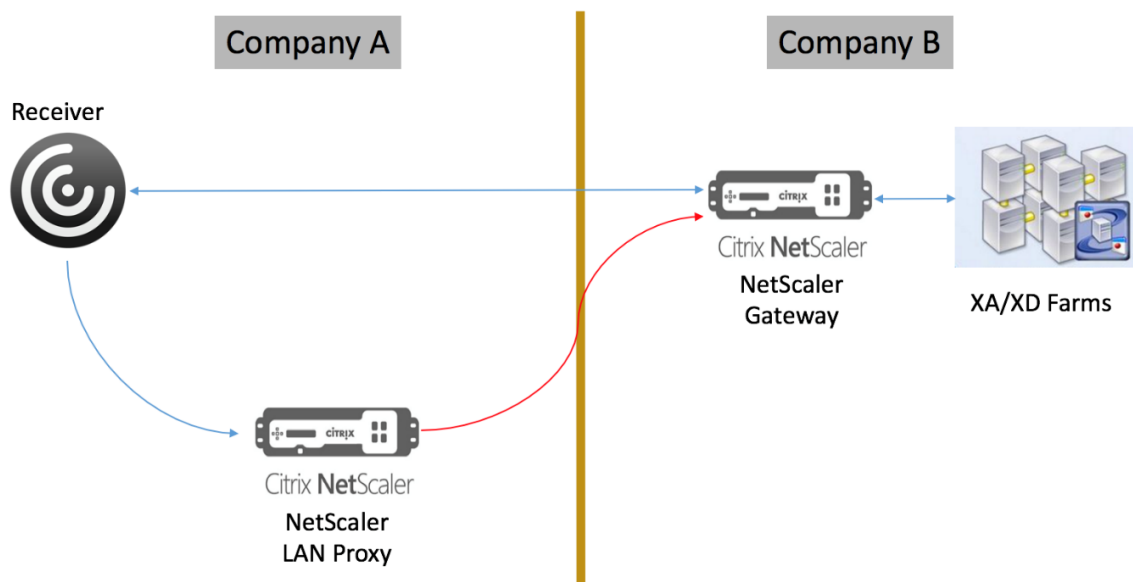 Company A
Company B
Receiver
CITRIX
Citrix NetScaler
NetScaler
Gateway
XA/XD Farms
CITRIX
Citrix NetScaler
NetScaler
LAN Proxy